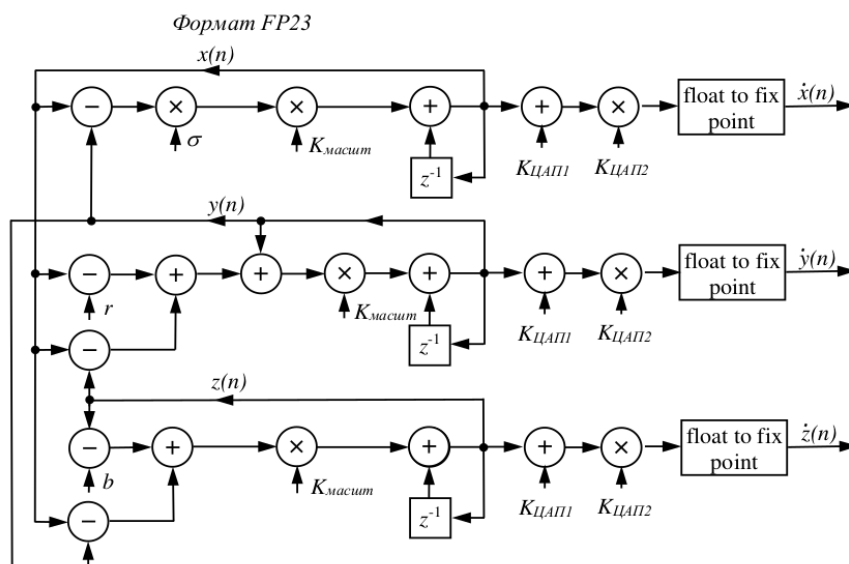 Формат FP23
x(n)
− × × + + × float to fix point ẋ(n)
σ
Kмасшт
z⁻¹
KЦАП1 KЦАП2
y(n)
− + + × + + × float to fix point ẏ(n)
r
Kмасшт
z⁻¹
KЦАП1 KЦАП2
−
z(n)
− + × + + × float to fix point ż(n)
b
Kмасшт
z⁻¹
KЦАП1 KЦАП2
−